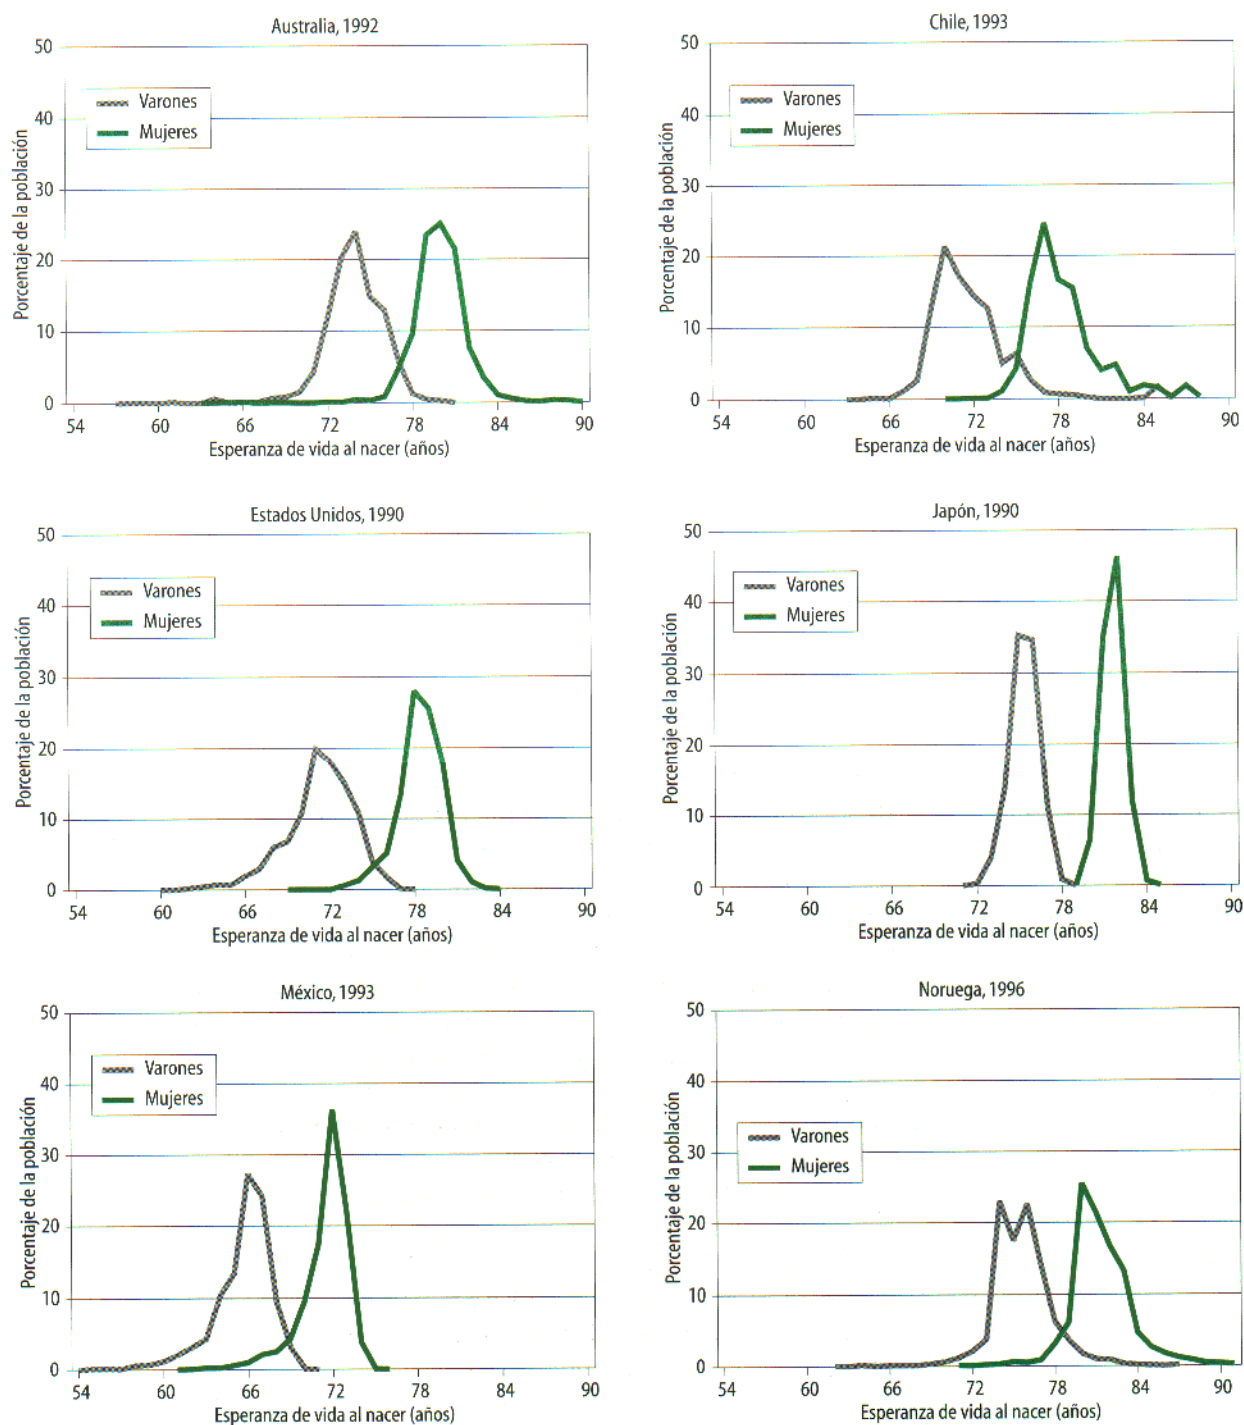 Australia, 1992
50
40
30
20
10
0
Porcentaje de la población
Varones
Mujeres
54 60 66 72 78 84 90
Esperanza de vida al nacer (años)
Chile, 1993
50
40
30
20
10
0
Porcentaje de la población
Varones
Mujeres
54 60 66 72 78 84 90
Esperanza de vida al nacer (años)
Estados Unidos, 1990
50
40
30
20
10
0
Porcentaje de la población
Varones
Mujeres
54 60 66 72 78 84 90
Esperanza de vida al nacer (años)
Japón, 1990
50
40
30
20
10
0
Porcentaje de la población
Varones
Mujeres
54 60 66 72 78 84 90
Esperanza de vida al nacer (años)
México, 1993
50
40
30
20
10
0
Porcentaje de la población
Varones
Mujeres
54 60 66 72 78 84 90
Esperanza de vida al nacer (años)
Noruega, 1996
50
40
30
20
10
0
Porcentaje de la población
Varones
Mujeres
54 60 66 72 78 84 90
Esperanza de vida al nacer (años)